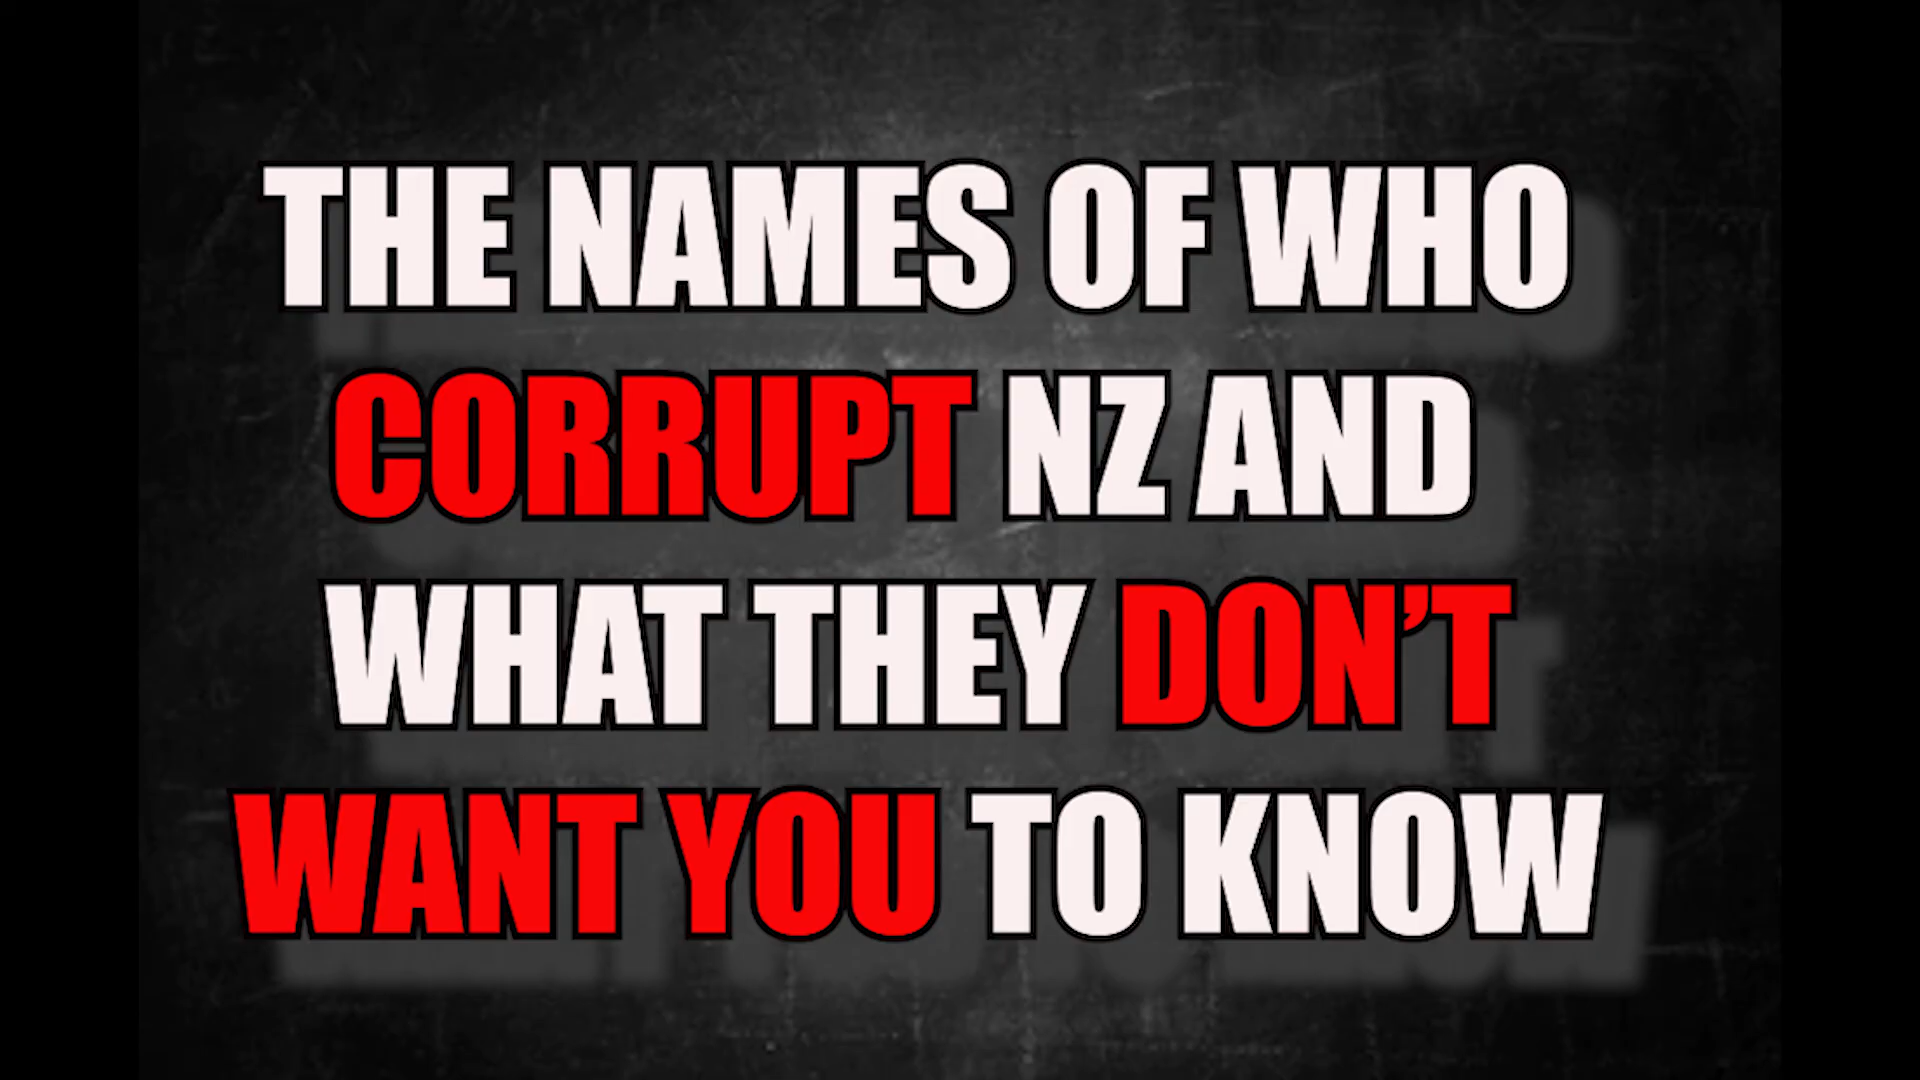 THE NAMES OF WHO
CORRUPT NZ AND
WHAT THEY DON’T
WANT YOU TO KNOW